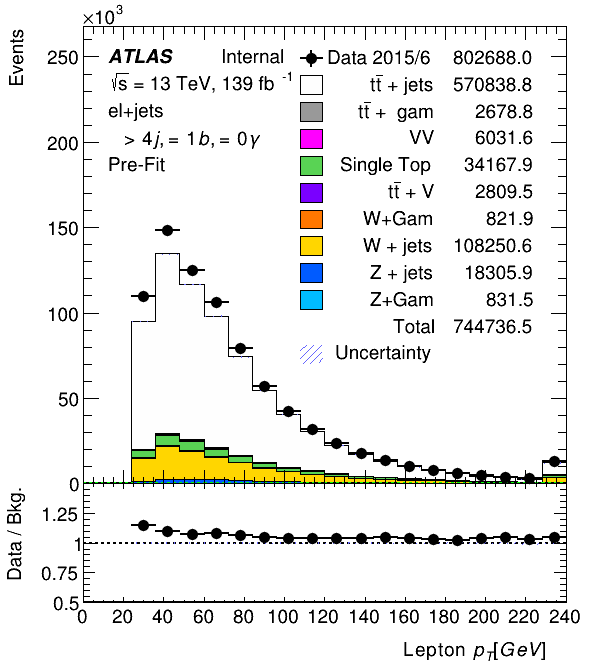 ×10³
Events
250
200
150
100
50
0
ATLAS Internal
√s = 13 TeV, 139 fb⁻¹
el+jets
> 4j, = 1b, = 0γ
Pre-Fit
Data 2015/6 802688.0
tt̄ + jets 570838.8
tt̄ + gam 2678.8
VV 6031.6
Single Top 34167.9
tt̄ + V 2809.5
W+Gam 821.9
W + jets 108250.6
Z + jets 18305.9
Z+Gam 831.5
Total 744736.5
Uncertainty
Data / Bkg.
1.25
1
0.75
0.5
0 20 40 60 80 100 120 140 160 180 200 220 240
Lepton p_T[GeV]